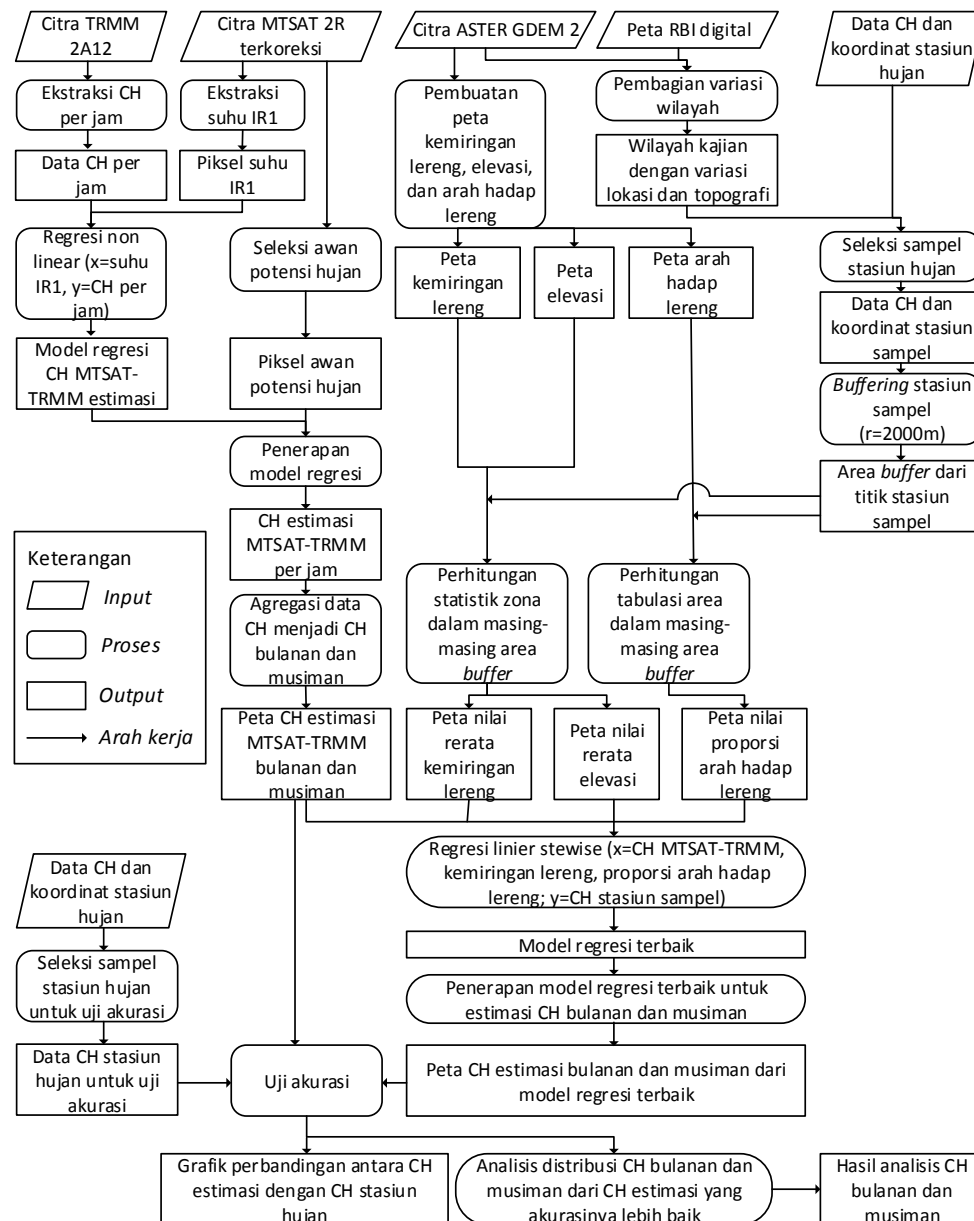 Citra TRMM
2A12
Citra MTSAT 2R
terkoreksi
Citra ASTER GDEM 2
Peta RBI digital
Data CH dan
koordinat stasiun
hujan
Ekstraksi CH
per jam
Ekstraksi
suhu IR1
Pembuatan
peta
kemiringan
lereng, elevasi,
dan arah hadap
lereng
Pembagian variasi
wilayah
Data CH per
jam
Piksel suhu
IR1
Wilayah kajian
dengan variasi
lokasi dan topografi
Regresi non
linear (x=suhu
IR1, y=CH per
jam)
Seleksi awan
potensi hujan
Peta
kemiringan
lereng
Peta
elevasi
Peta arah
hadap
lereng
Seleksi sampel
stasiun hujan
Data CH dan
koordinat stasiun
sampel
Model regresi
CH MTSAT-
TRMM estimasi
Piksel awan
potensi hujan
Buffering stasiun
sampel
(r=2000m)
Penerapan
model regresi
Area buffer dari
titik stasiun
sampel
CH estimasi
MTSAT-TRMM
per jam
Keterangan
Input
Proses
Output
Arah kerja
Agregasi data
CH menjadi CH
bulanan dan
musiman
Perhitungan
statistik zona
dalam masing-
masing area
buffer
Perhitungan
tabulasi area
dalam masing-
masing area
buffer
Peta CH estimasi
MTSAT-TRMM
bulanan dan
musiman
Peta nilai
rerata
kemiringan
lereng
Peta nilai
rerata
elevasi
Peta nilai
proporsi
arah hadap
lereng
Regresi linier stewise (x=CH MTSAT-TRMM,
kemiringan lereng, proporsi arah hadap
lereng; y=CH stasiun sampel)
Data CH dan
koordinat stasiun
hujan
Model regresi terbaik
Seleksi sampel
stasiun hujan
untuk uji akurasi
Penerapan model regresi terbaik untuk
estimasi CH bulanan dan musiman
Data CH stasiun
hujan untuk uji
akurasi
Uji akurasi
Peta CH estimasi bulanan dan musiman dari
model regresi terbaik
Grafik perbandingan antara CH
estimasi dengan CH stasiun
hujan
Analisis distribusi CH bulanan dan
musiman dari CH estimasi yang
akurasinya lebih baik
Hasil analisis CH
bulanan dan
musiman